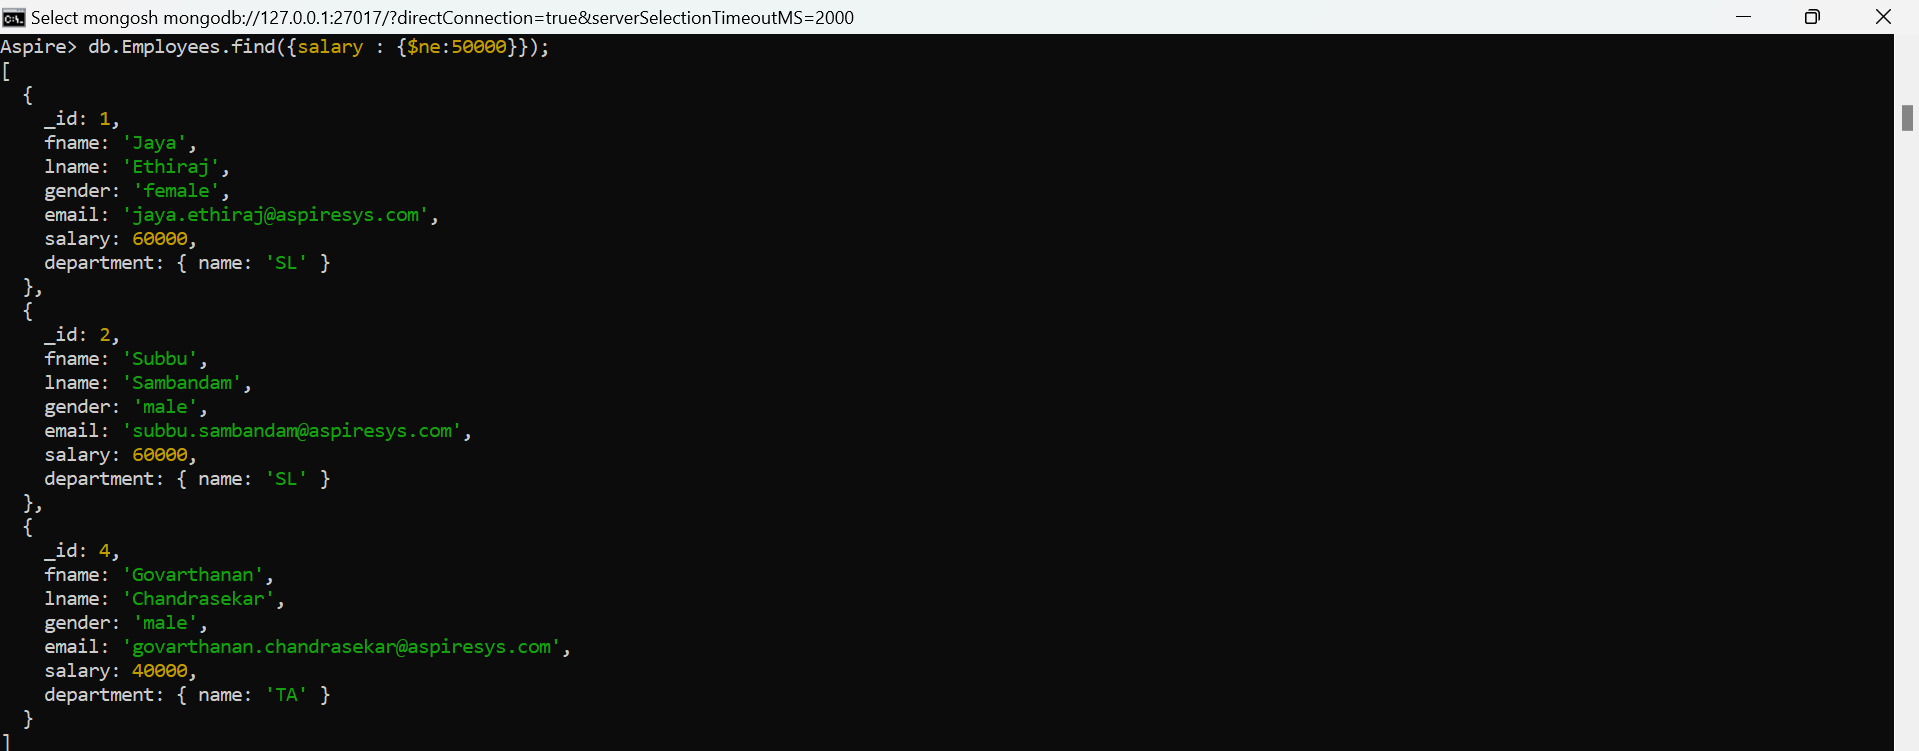 Select mongosh mongodb://127.0.0.1:27017/?directConnection=true&serverSelectionTimeoutMS=2000
Aspire> db.Employees.find({salary : {$ne:50000}});
[
  {
    _id: 1,
    fname: 'Jaya',
    lname: 'Ethiraj',
    gender: 'female',
    email: 'jaya.ethiraj@aspiresys.com',
    salary: 60000,
    department: { name: 'SL' }
  },
  {
    _id: 2,
    fname: 'Subbu',
    lname: 'Sambandam',
    gender: 'male',
    email: 'subbu.sambandam@aspiresys.com',
    salary: 60000,
    department: { name: 'SL' }
  },
  {
    _id: 4,
    fname: 'Govarthanan',
    lname: 'Chandrasekar',
    gender: 'male',
    email: 'govarthanan.chandrasekar@aspiresys.com',
    salary: 40000,
    department: { name: 'TA' }
  }
]